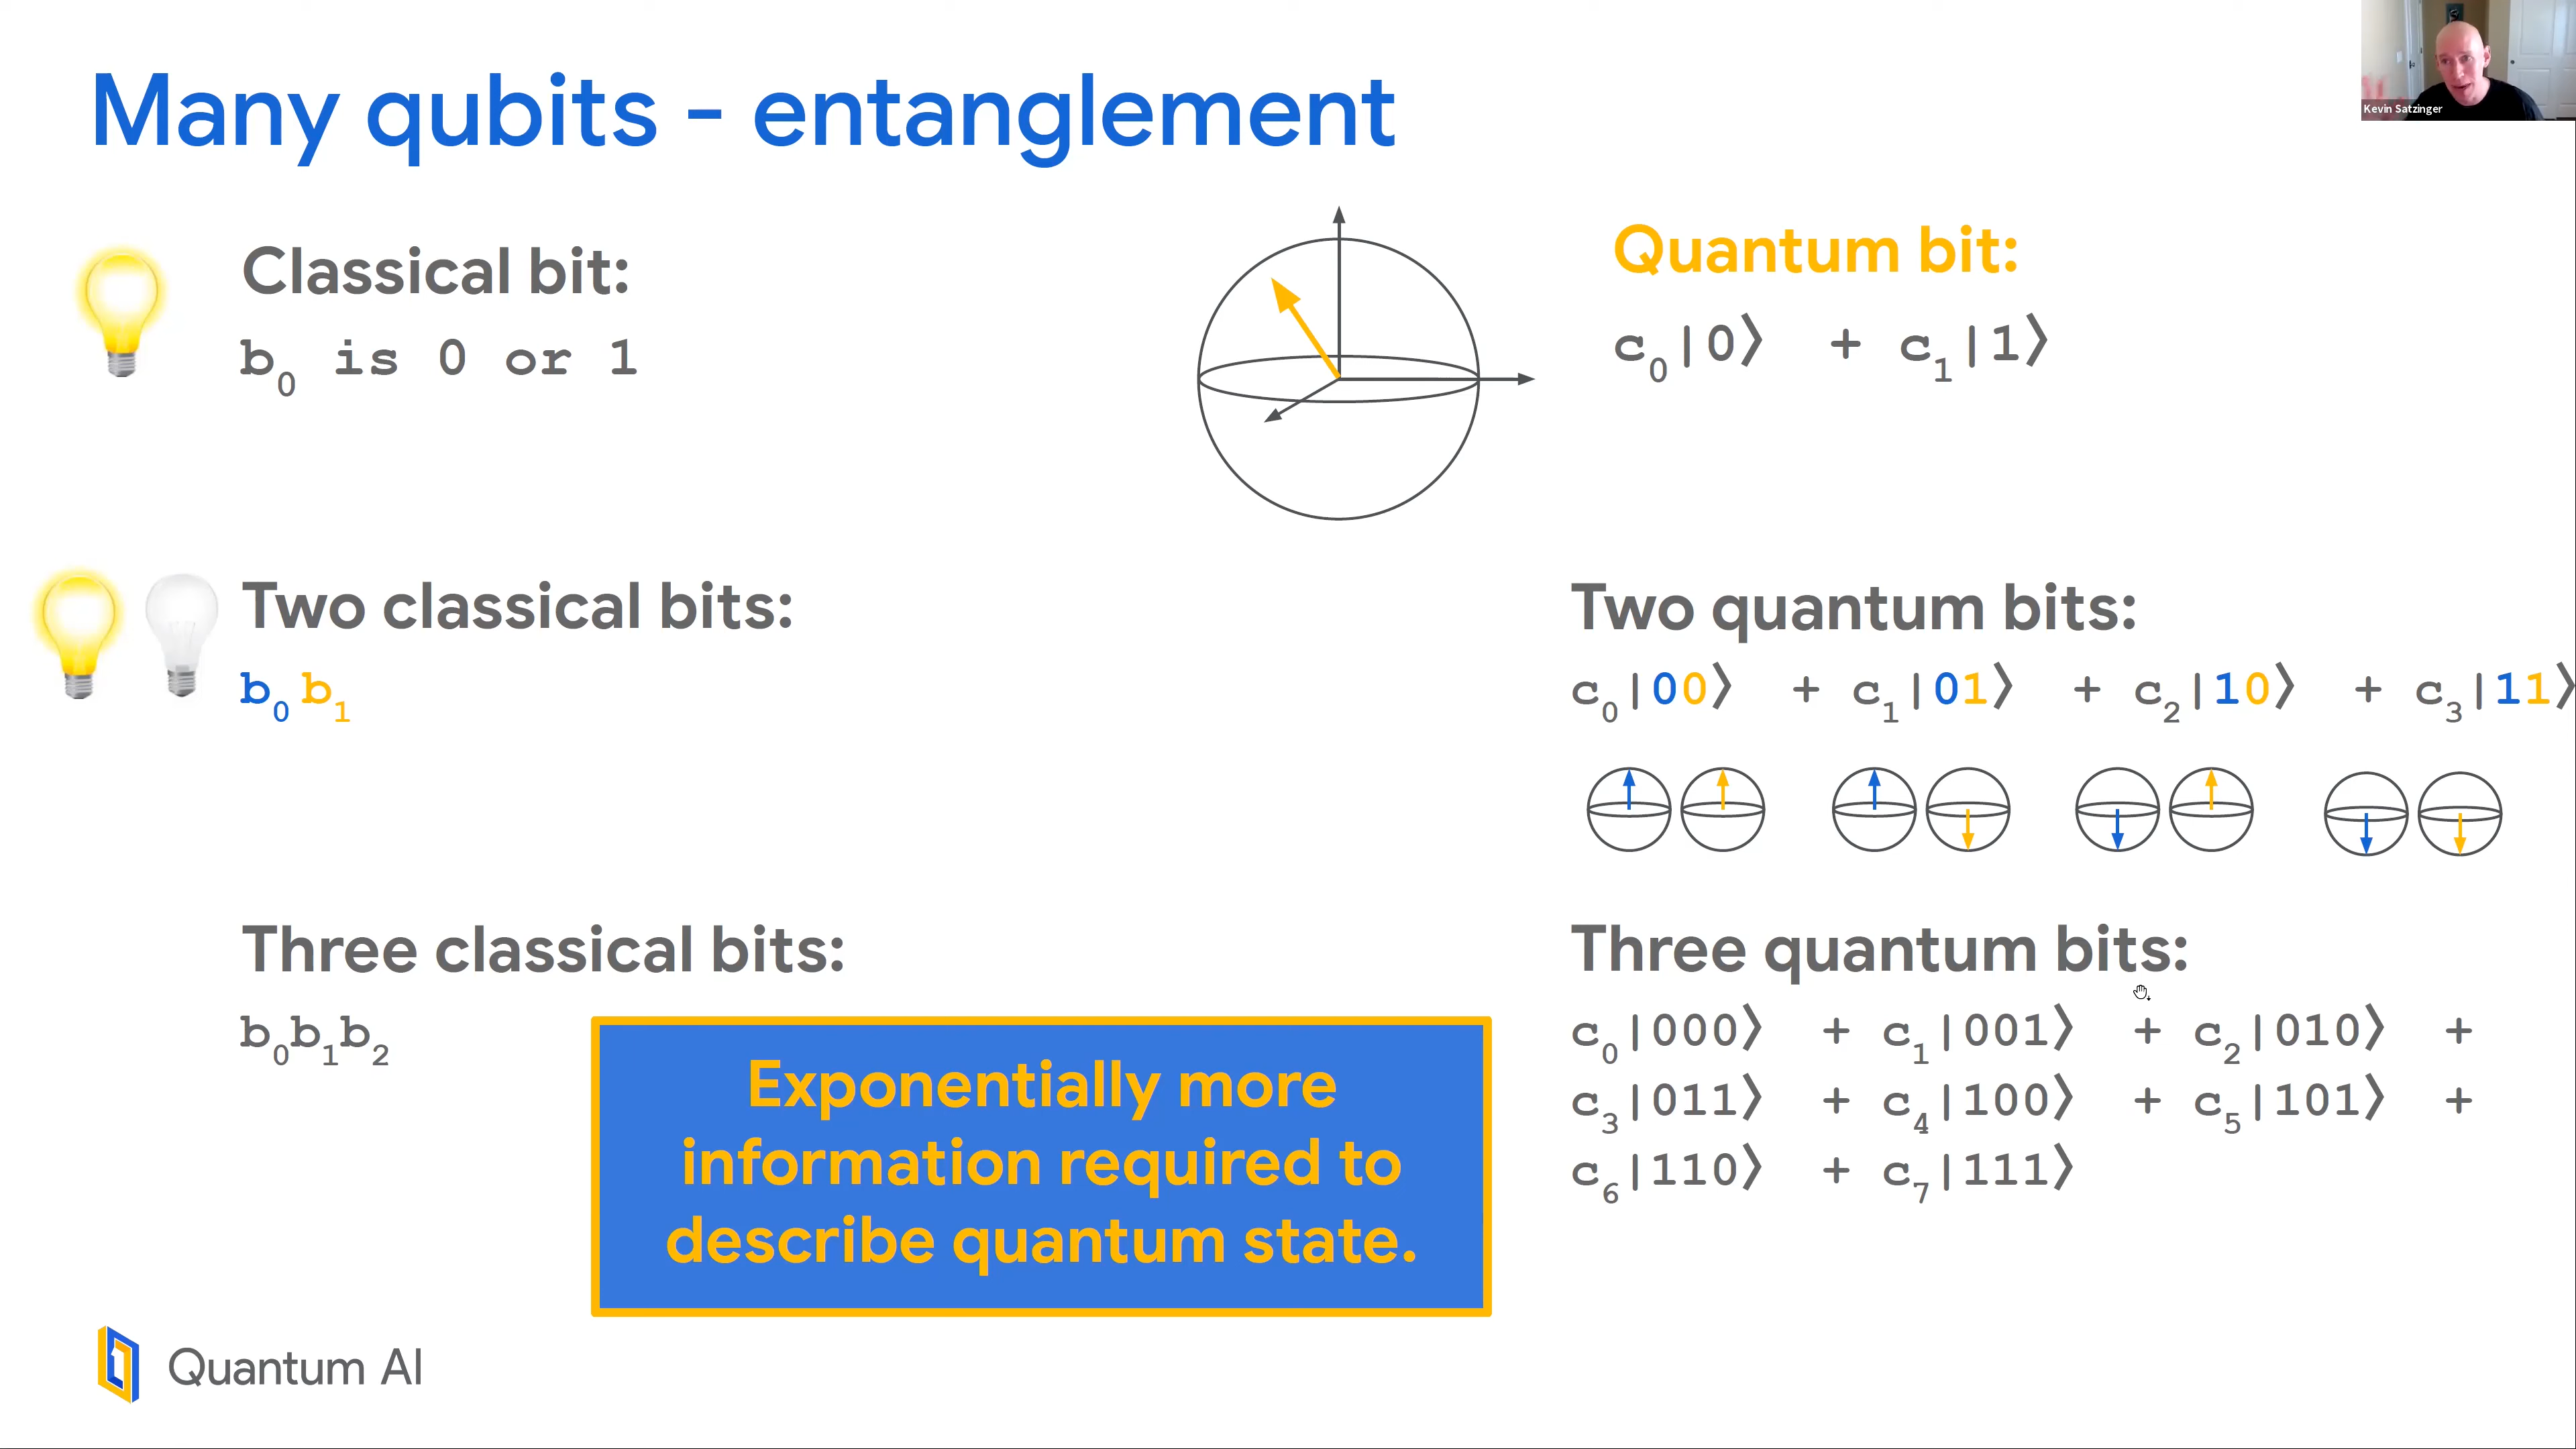 Many qubits - entanglement
Kevin Satzinger
Classical bit:
b0 is 0 or 1
Quantum bit:
c0|0⟩ + c1|1⟩
Two classical bits:
b0b1
Two quantum bits:
c0|00⟩ + c1|01⟩ + c2|10⟩ + c3|11⟩
Three classical bits:
b0b1b2
Three quantum bits:
c0|000⟩ + c1|001⟩ + c2|010⟩ +
c3|011⟩ + c4|100⟩ + c5|101⟩ +
c6|110⟩ + c7|111⟩
Exponentially more
information required to
describe quantum state.
Quantum AI